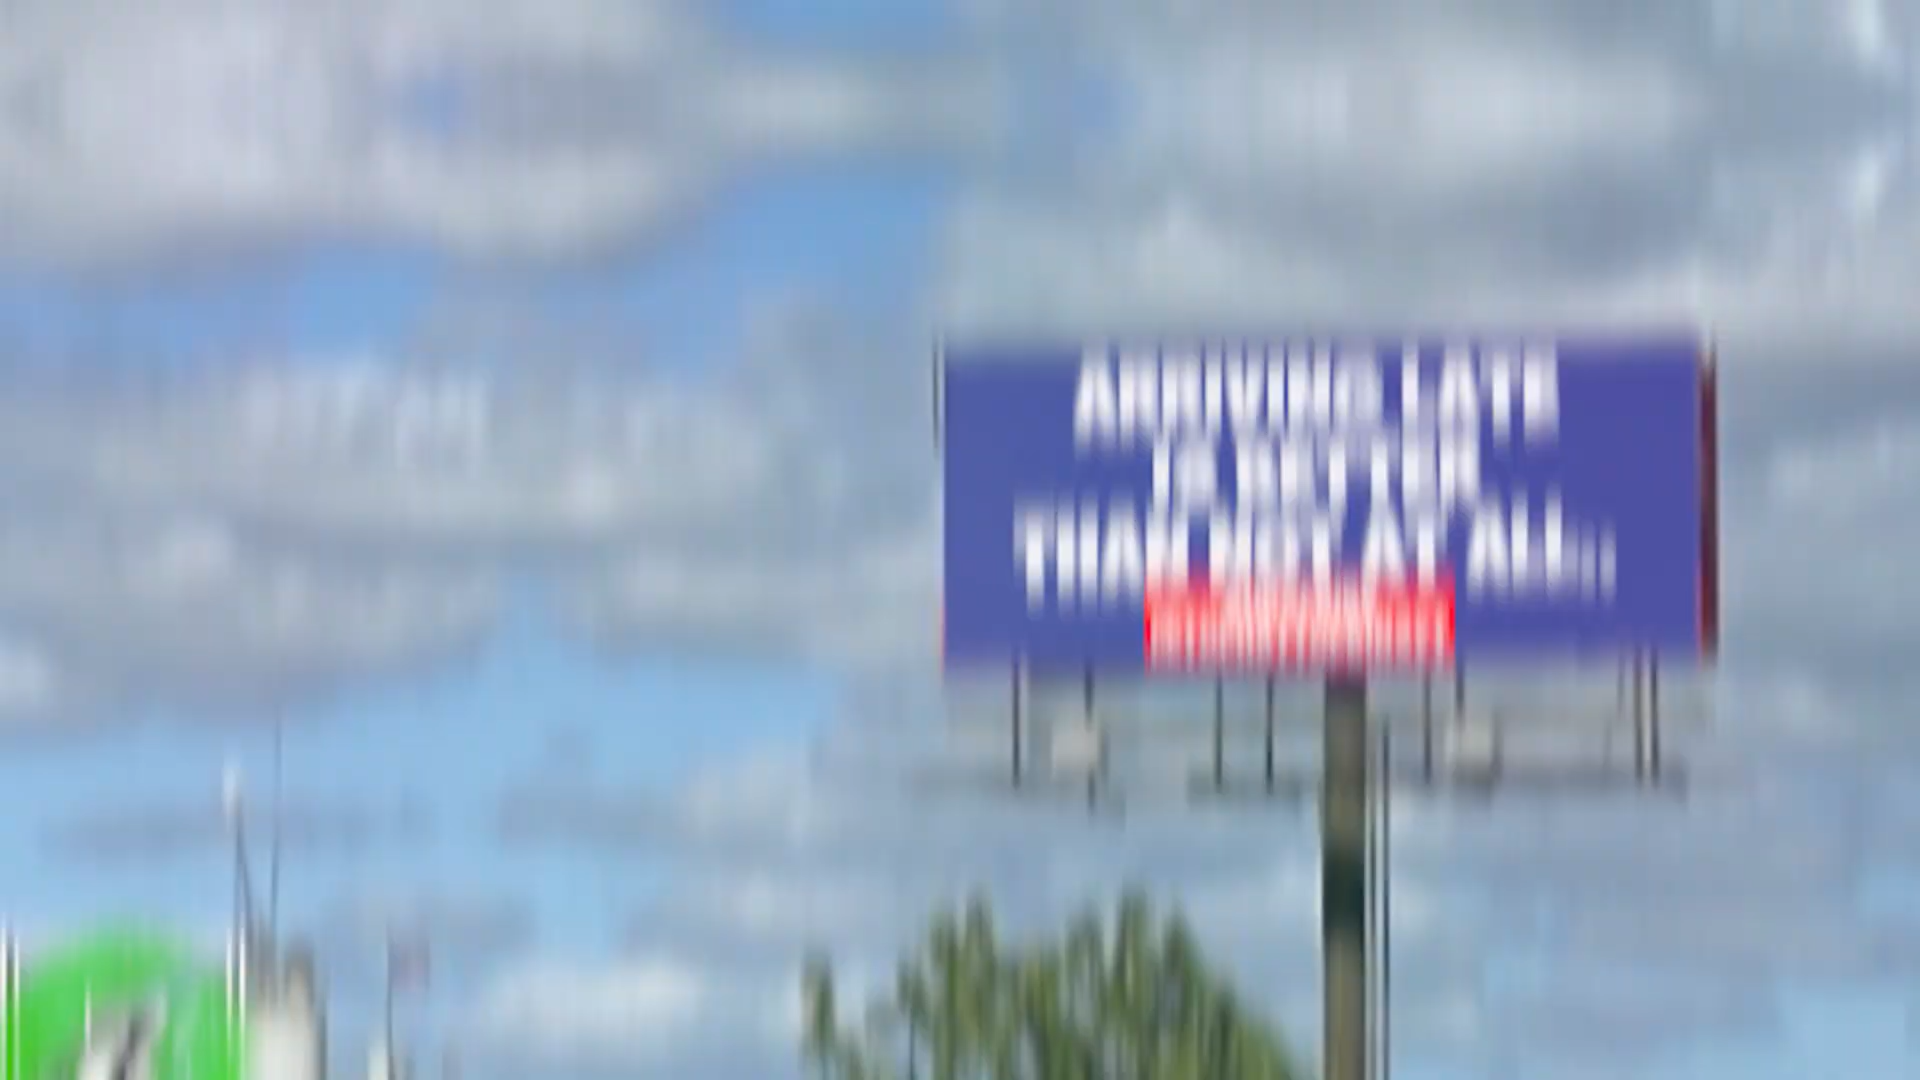 ARRIVING LATE
IS BETTER
THAN NOT AT ALL...